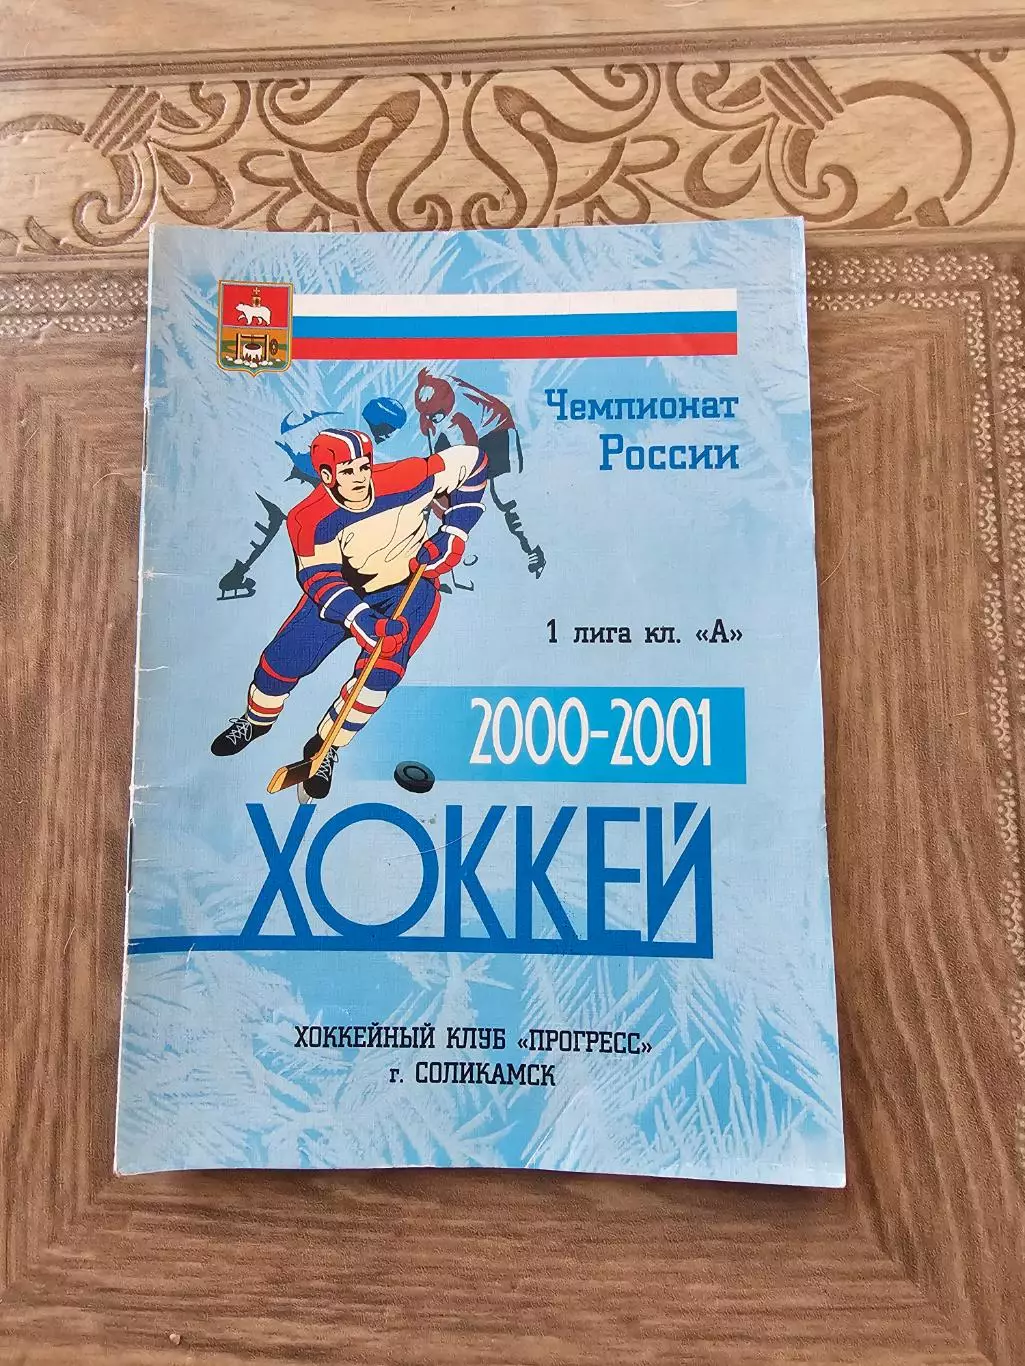 Чемпионат
России
1 лига кл. «А»
2000-2001
ХОККЕЙ
ХОККЕЙНЫЙ КЛУБ «ПРОГРЕСС»
г. СОЛИКАМСК